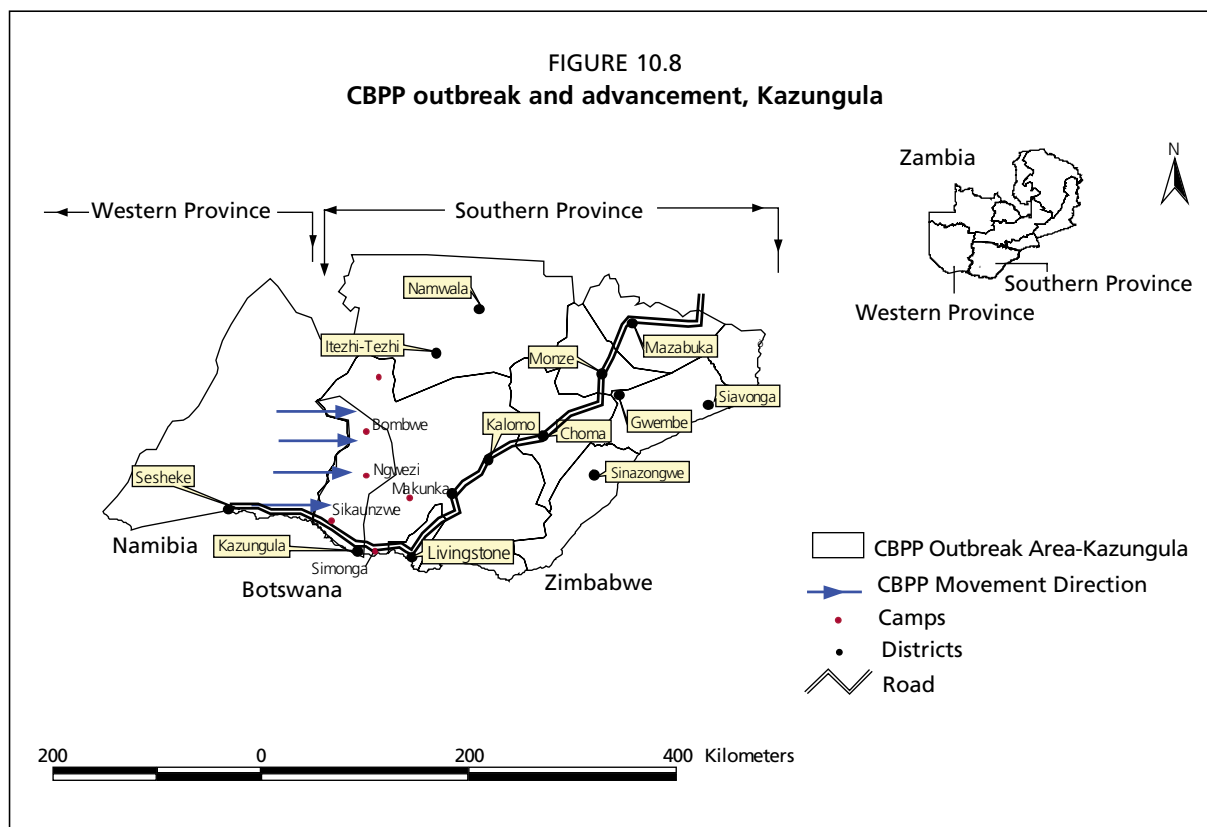 FIGURE 10.8
CBPP outbreak and advancement, Kazungula
N
Zambia
Western Province
Southern Province
Southern Province
Western Province
Namwala
Itezhi-Tezhi
Mazabuka
Monze
Siavonga
Gwembe
Kalomo
Choma
Bombwe
Ngwezi
Makunka
Sinazongwe
Sesheke
Sikaunzwe
Namibia
Kazungula
Livingstone
Simonga
Zimbabwe
Botswana
CBPP Outbreak Area-Kazungula
CBPP Movement Direction
Camps
Districts
Road
200 0 200 400 Kilometers